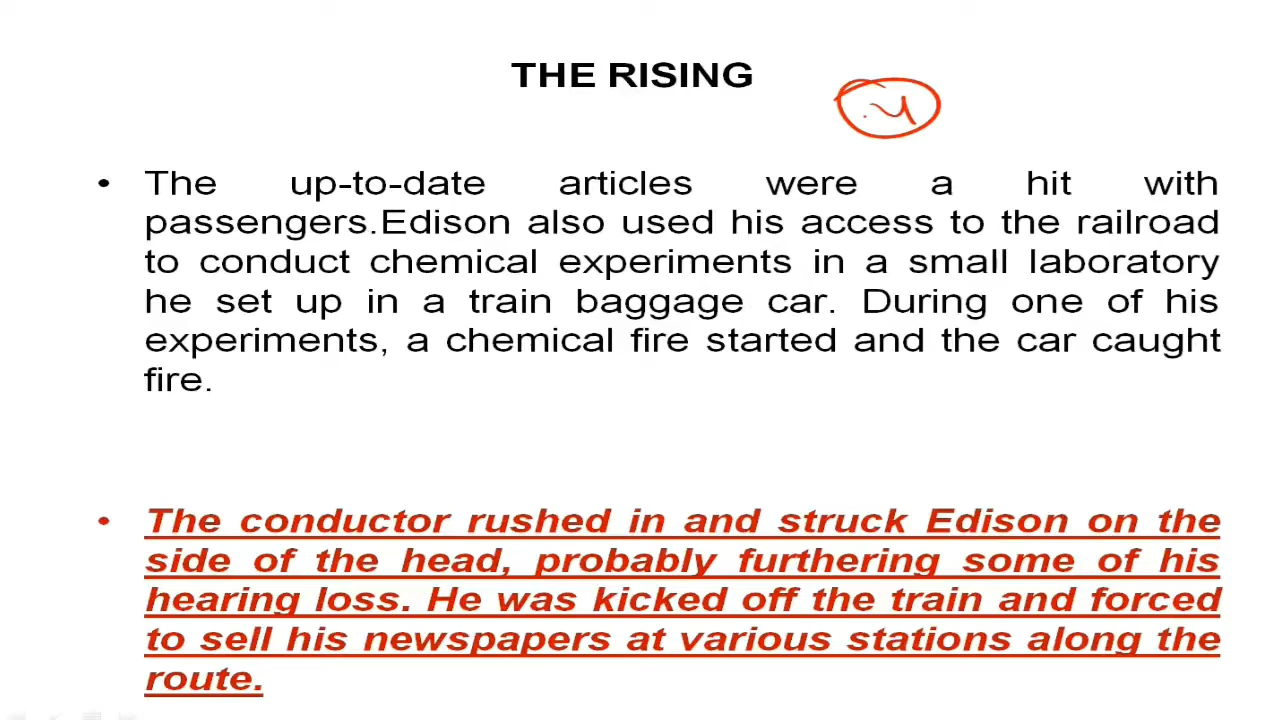 THE RISING
• The up-to-date articles were a hit with
passengers.Edison also used his access to the railroad
to conduct chemical experiments in a small laboratory
he set up in a train baggage car. During one of his
experiments, a chemical fire started and the car caught
fire.
• The conductor rushed in and struck Edison on the
side of the head, probably furthering some of his
hearing loss. He was kicked off the train and forced
to sell his newspapers at various stations along the
route.